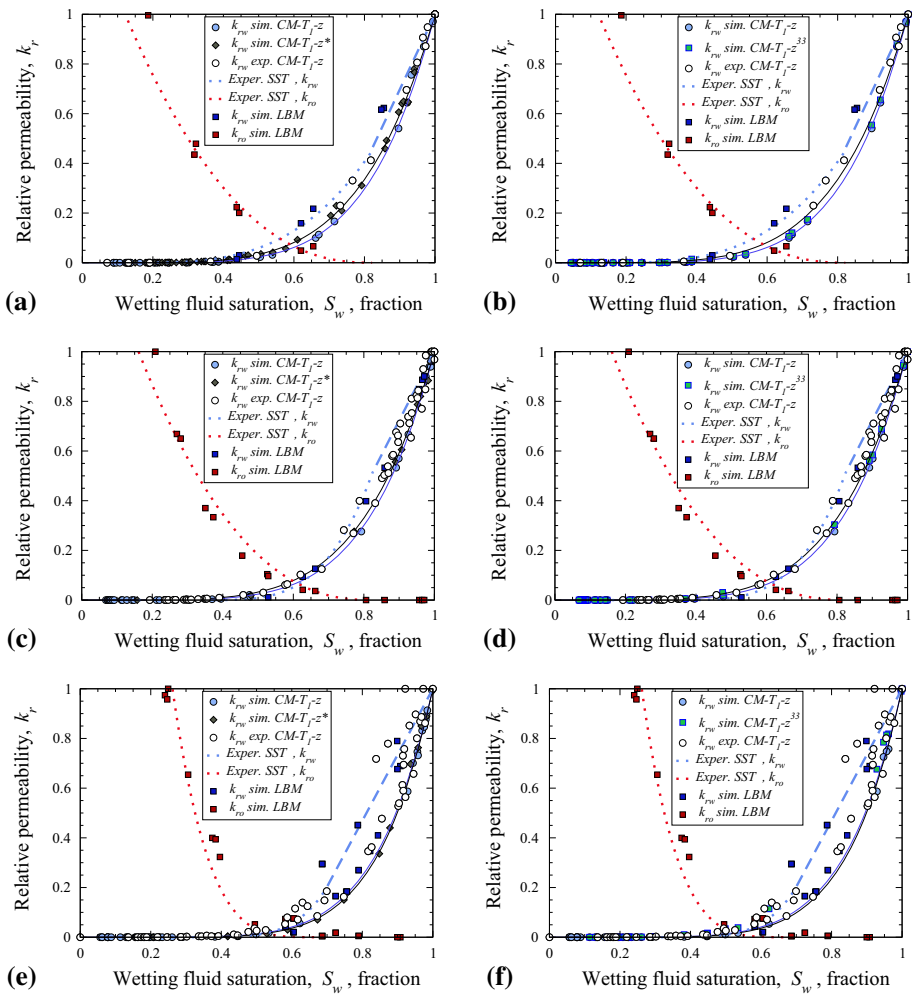 k_rw sim. CM-T_1-z
k_rw sim. CM-T_1-z*
k_rw exp. CM-T_1-z
Exper. SST , k_rw
Exper. SST , k_ro
k_rw sim. LBM
k_ro sim. LBM
Relative permeability, k_r
1
0.8
0.6
0.4
0.2
0
0 0.2 0.4 0.6 0.8 1
Wetting fluid saturation, S_w , fraction
(a)
k_rw sim. CM-T_1-z
k_rw sim. CM-T_1-z^33
k_rw exp. CM-T_1-z
Exper. SST , k_rw
Exper. SST , k_ro
k_rw sim. LBM
k_ro sim. LBM
Relative permeability, k_r
1
0.8
0.6
0.4
0.2
0
0 0.2 0.4 0.6 0.8 1
Wetting fluid saturation, S_w , fraction
(b)
k_rw sim. CM-T_1-z
k_rw sim. CM-T_1-z*
k_rw exp. CM-T_1-z
Exper. SST , k_rw
Exper. SST , k_ro
k_rw sim. LBM
k_ro sim. LBM
Relative permeability, k_r
1
0.8
0.6
0.4
0.2
0
0 0.2 0.4 0.6 0.8 1
Wetting fluid saturation, S_w , fraction
(c)
k_rw sim. CM-T_1-z
k_rw sim. CM-T_1-z^33
k_rw exp. CM-T_1-z
Exper. SST , k_rw
Exper. SST , k_ro
k_rw sim. LBM
k_ro sim. LBM
Relative permeability, k_r
1
0.8
0.6
0.4
0.2
0
0 0.2 0.4 0.6 0.8 1
Wetting fluid saturation, S_w , fraction
(d)
k_rw sim. CM-T_1-z
k_rw sim. CM-T_1-z*
k_rw exp. CM-T_1-z
Exper. SST , k_rw
Exper. SST , k_ro
k_rw sim. LBM
k_ro sim. LBM
Relative permeability, k_r
1
0.8
0.6
0.4
0.2
0
0 0.2 0.4 0.6 0.8 1
Wetting fluid saturation, S_w , fraction
(e)
k_rw sim. CM-T_1-z
k_rw sim. CM-T_1-z^33
k_rw exp. CM-T_1-z
Exper. SST , k_rw
Exper. SST , k_ro
k_rw sim. LBM
k_ro sim. LBM
Relative permeability, k_r
1
0.8
0.6
0.4
0.2
0
0 0.2 0.4 0.6 0.8 1
Wetting fluid saturation, S_w , fraction
(f)